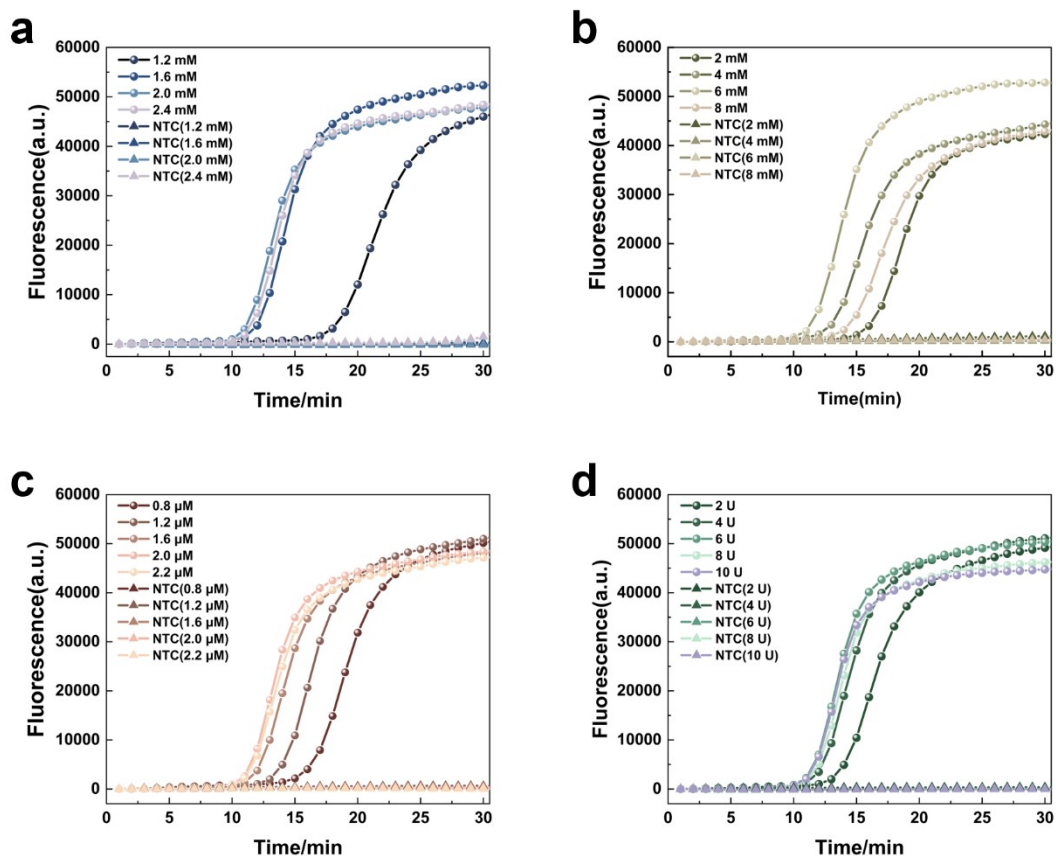 a
60000
50000
40000
30000
20000
10000
0
Fluorescence(a.u.)
1.2 mM
1.6 mM
2.0 mM
2.4 mM
NTC(1.2 mM)
NTC(1.6 mM)
NTC(2.0 mM)
NTC(2.4 mM)
0 5 10 15 20 25 30
Time/min
b
60000
50000
40000
30000
20000
10000
0
Fluorescence(a.u.)
2 mM
4 mM
6 mM
8 mM
NTC(2 mM)
NTC(4 mM)
NTC(6 mM)
NTC(8 mM)
0 5 10 15 20 25 30
Time(min)
c
60000
50000
40000
30000
20000
10000
0
Fluorescence(a.u.)
0.8 µM
1.2 µM
1.6 µM
2.0 µM
2.2 µM
NTC(0.8 µM)
NTC(1.2 µM)
NTC(1.6 µM)
NTC(2.0 µM)
NTC(2.2 µM)
0 5 10 15 20 25 30
Time/min
d
60000
50000
40000
30000
20000
10000
0
Fluorescence(a.u.)
2 U
4 U
6 U
8 U
10 U
NTC(2 U)
NTC(4 U)
NTC(6 U)
NTC(8 U)
NTC(10 U)
0 5 10 15 20 25 30
Time/min